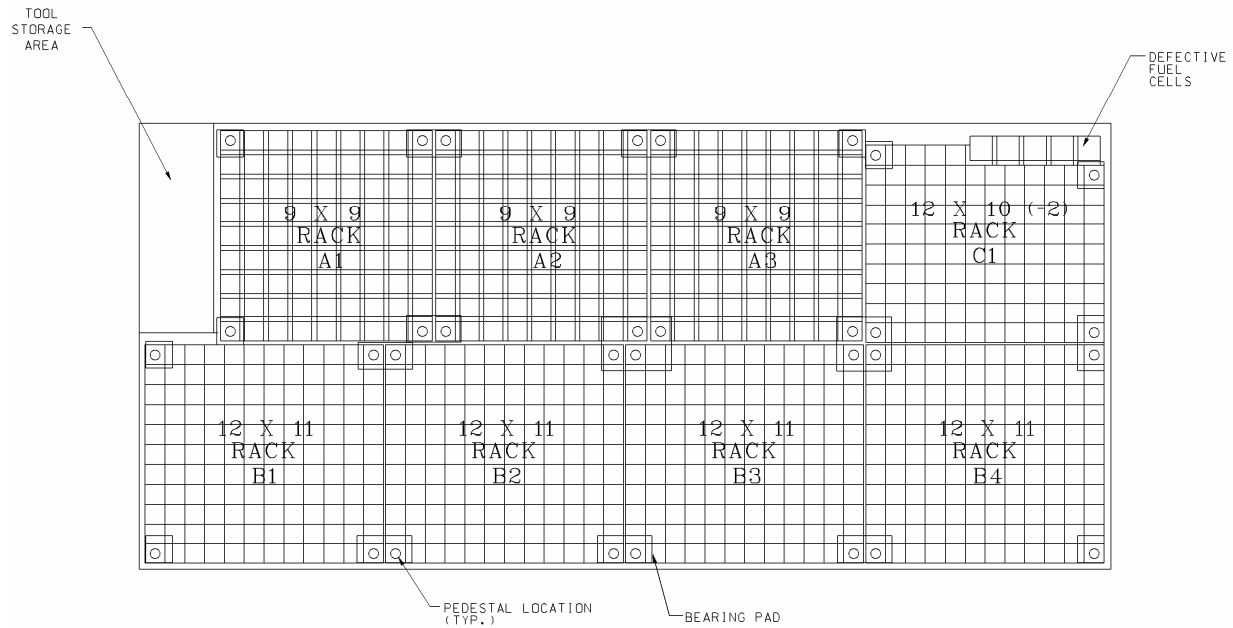 TOOL
STORAGE
AREA
DEFECTIVE
FUEL
CELLS
9 X 9
RACK
A1
9 X 9
RACK
A2
9 X 9
RACK
A3
12 X 10 (-2)
RACK
C1
12 X 11
RACK
B1
12 X 11
RACK
B2
12 X 11
RACK
B3
12 X 11
RACK
B4
PEDESTAL LOCATION
(TYP.)
BEARING PAD